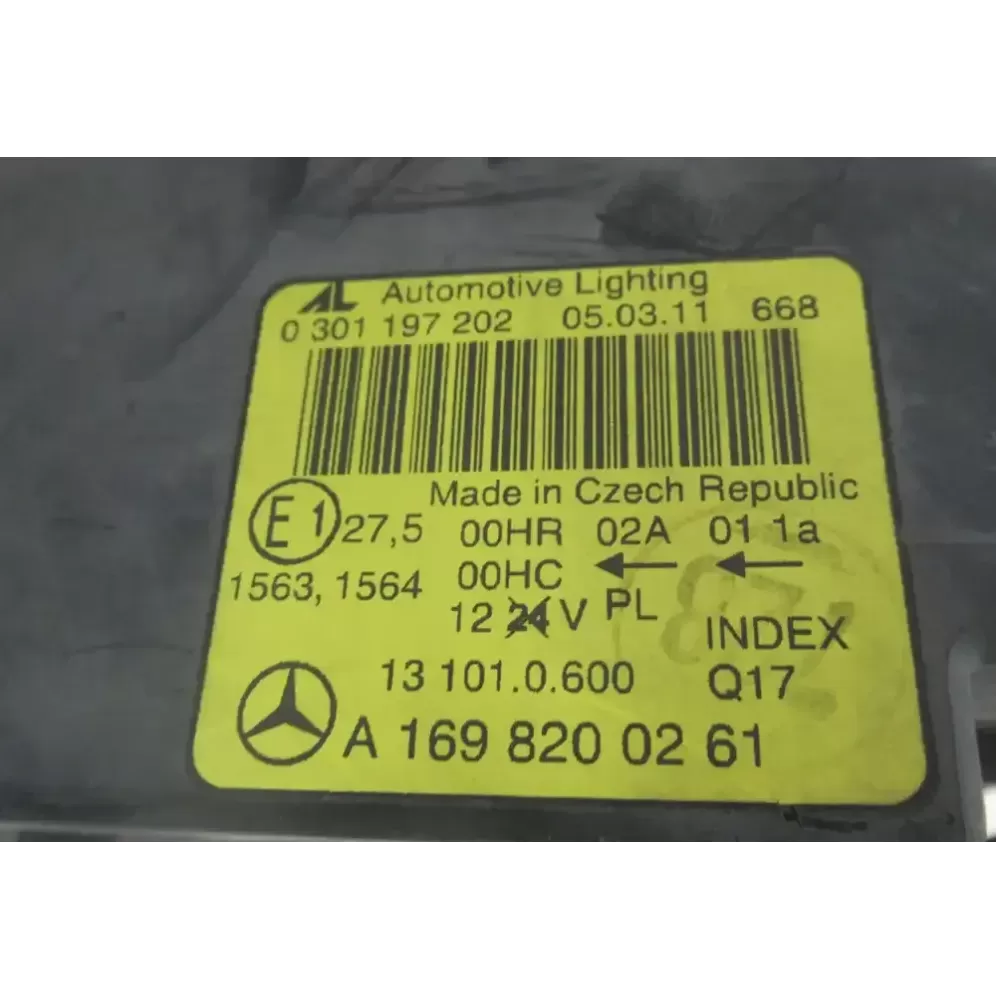 AL Automotive Lighting
0 301 197 202 05.03.11 668
Made in Czech Republic
E1 27,5 00HR 02A 01 1a
1563, 1564 00HC ← ←
12 24 V PL INDEX
13 101.0.600 Q17
A 169 820 02 61